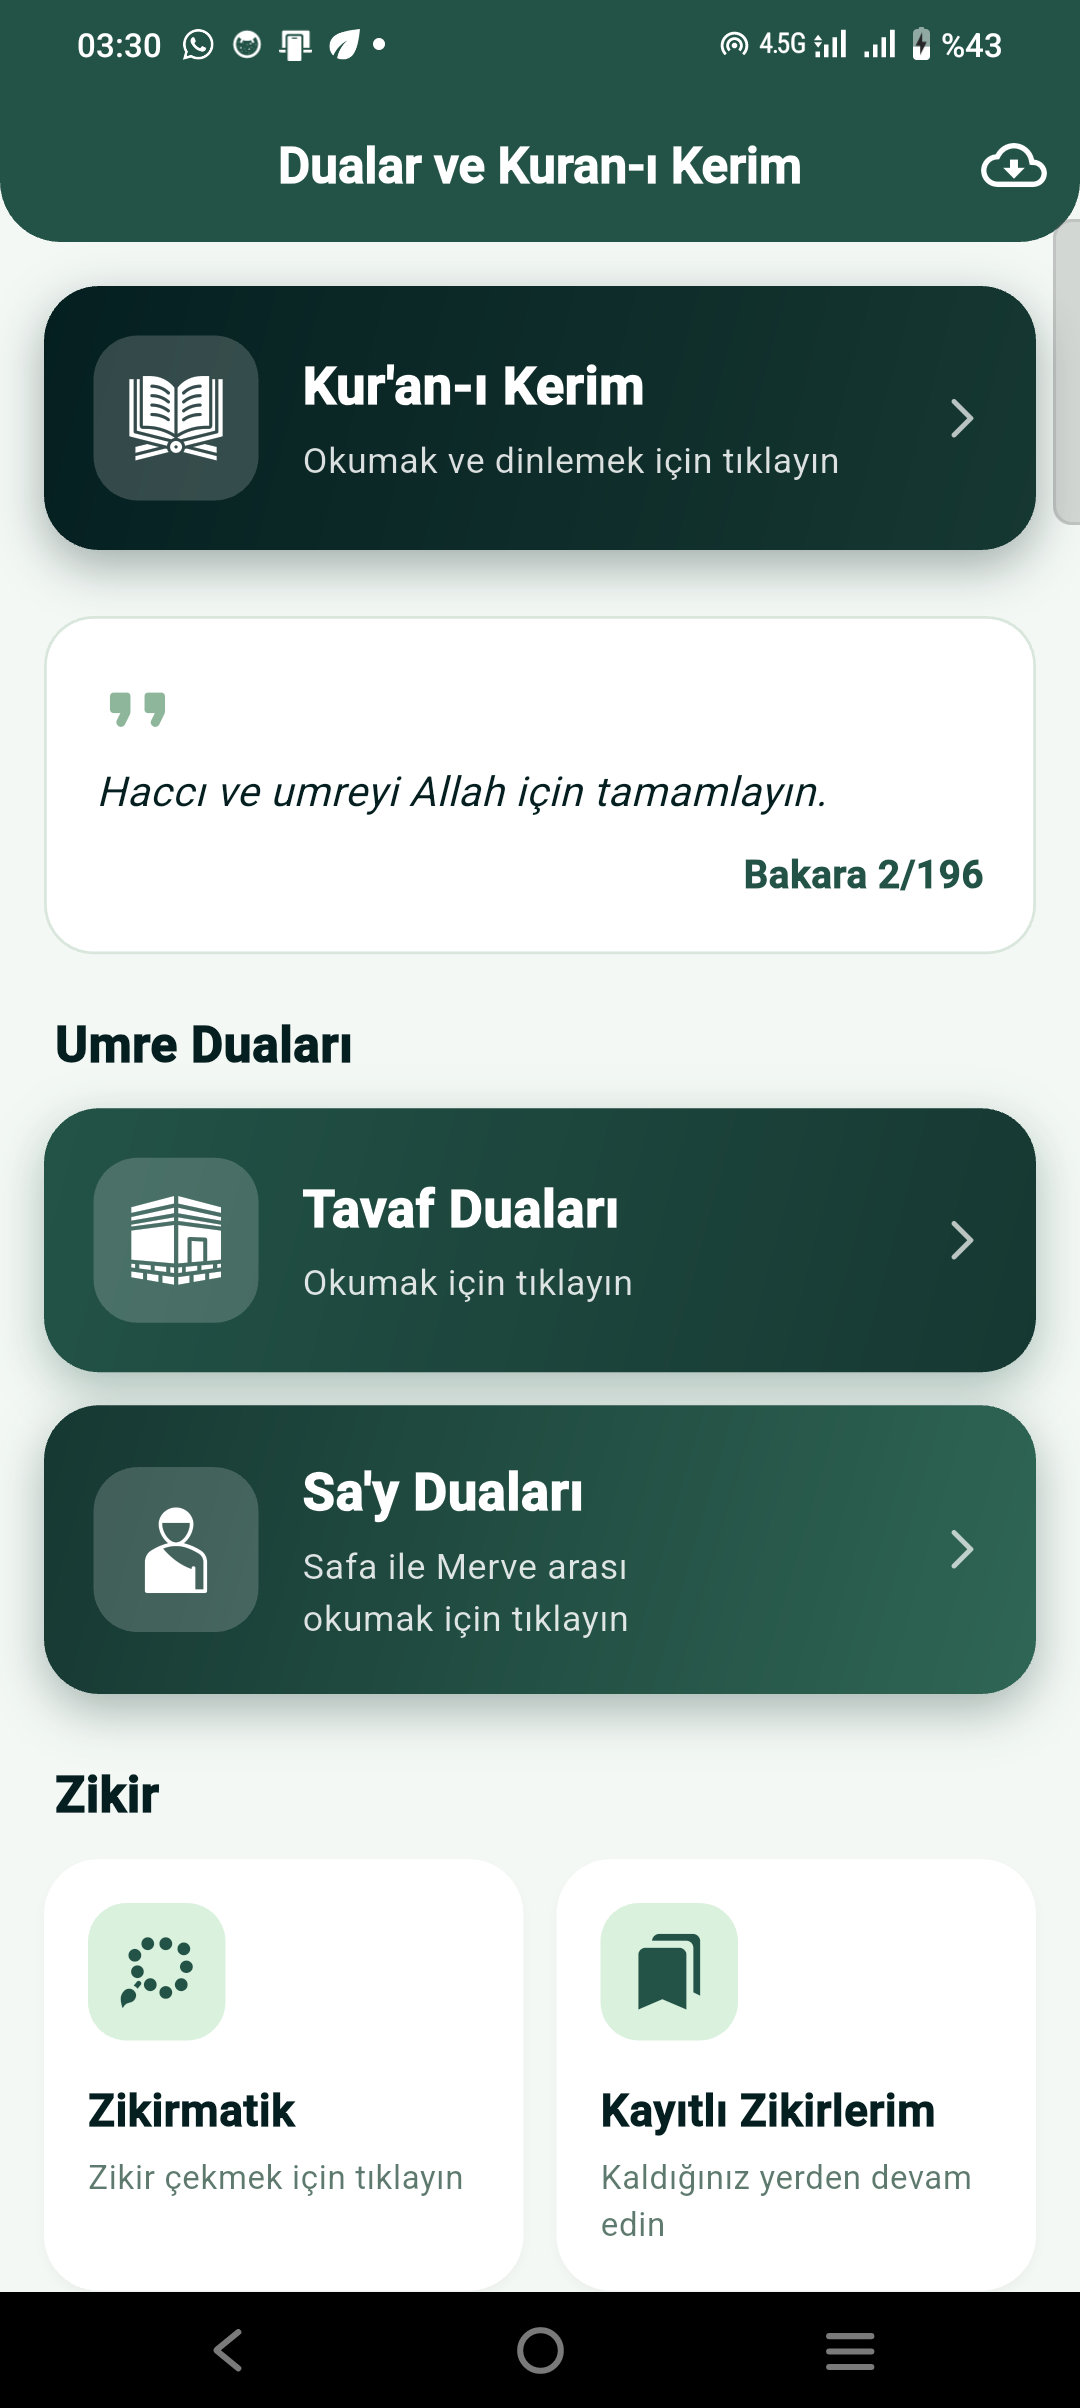 03:30
4.5G
%43
Dualar ve Kuran-ı Kerim
Kur'an-ı Kerim
Okumak ve dinlemek için tıklayın
Haccı ve umreyi Allah için tamamlayın.
Bakara 2/196
Umre Duaları
Tavaf Duaları
Okumak için tıklayın
Sa'y Duaları
Safa ile Merve arası
okumak için tıklayın
Zikir
Zikirmatik
Zikir çekmek için tıklayın
Kayıtlı Zikirlerim
Kaldığınız yerden devam
edin